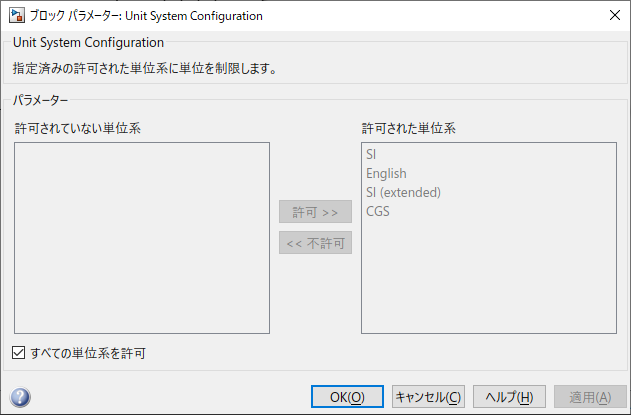 ブロック パラメーター: Unit System Configuration
Unit System Configuration
指定済みの許可された単位系に単位を制限します。
パラメーター
許可されていない単位系
許可された単位系
SI
English
SI (extended)
CGS
許可 >>
<< 不許可
すべての単位系を許可
OK(O)
キャンセル(C)
ヘルプ(H)
適用(A)